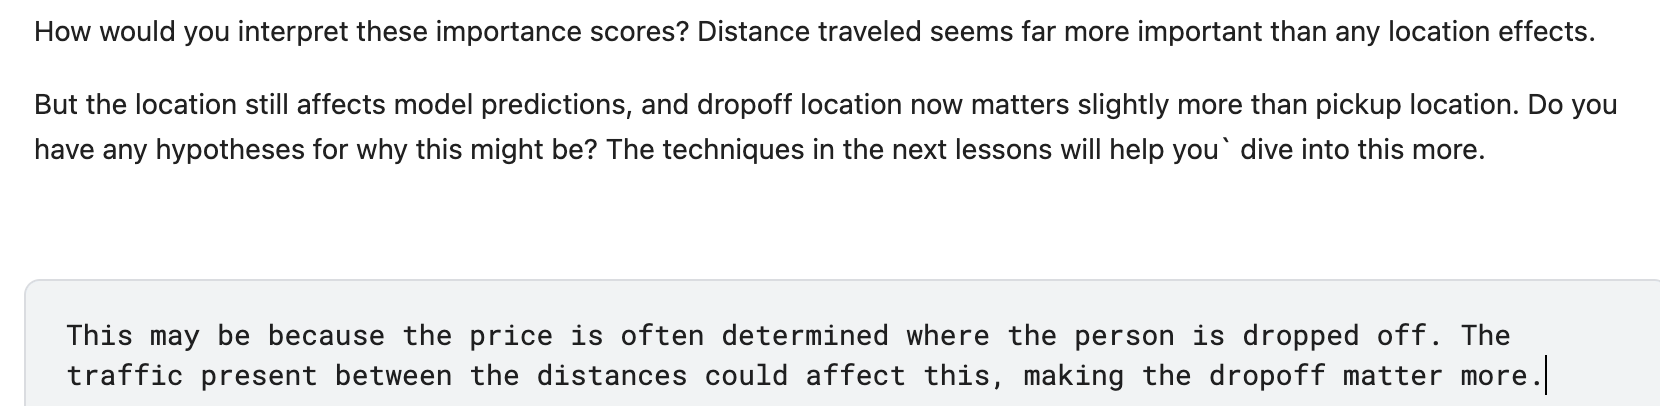 How would you interpret these importance scores? Distance traveled seems far more important than any location effects.
But the location still affects model predictions, and dropoff location now matters slightly more than pickup location. Do you
have any hypotheses for why this might be? The techniques in the next lessons will help you` dive into this more.
This may be because the price is often determined where the person is dropped off. The
traffic present between the distances could affect this, making the dropoff matter more.